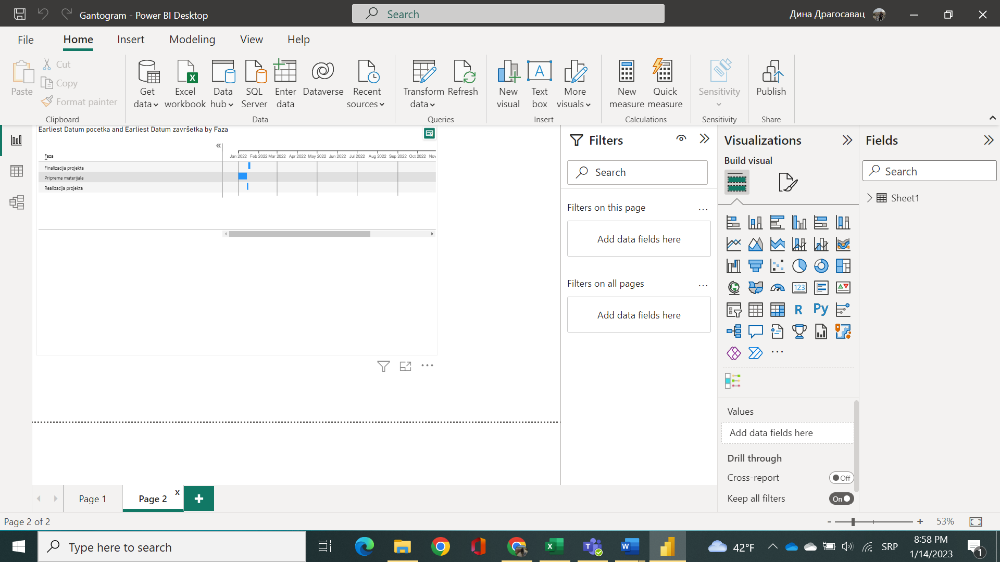 Gantogram - Power BI Desktop
Search
Дина Драгосавац
File
Home
Insert
Modeling
View
Help
Paste
Cut
Copy
Format painter
Clipboard
Get data
Excel workbook
Data hub
SQL Server
Enter data
Dataverse
Recent sources
Data
Transform data
Refresh
Queries
New visual
Text box
More visuals
Insert
New measure
Quick measure
Calculations
Sensitivity
Sensitivity
Publish
Share
Earliest Datum pocetka and Earliest Datum završetka by Faza
Faza
Jan 2022 Feb 2022 Mar 2022 Apr 2022 May 2022 Jun 2022 Jul 2022 Aug 2022 Sep 2022 Oct 2022 Nov
Finalizacija projekta
Priprema materijala
Realizacija projekta
Filters
Search
Filters on this page
Add data fields here
Filters on all pages
Add data fields here
Visualizations
Build visual
123
R
Py
Values
Add data fields here
Drill through
Cross-report
Off
Keep all filters
On
Fields
Search
Sheet1
Page 1
Page 2
x
Page 2 of 2
53%
Type here to search
42°F
SRP
8:58 PM
1/14/2023
1